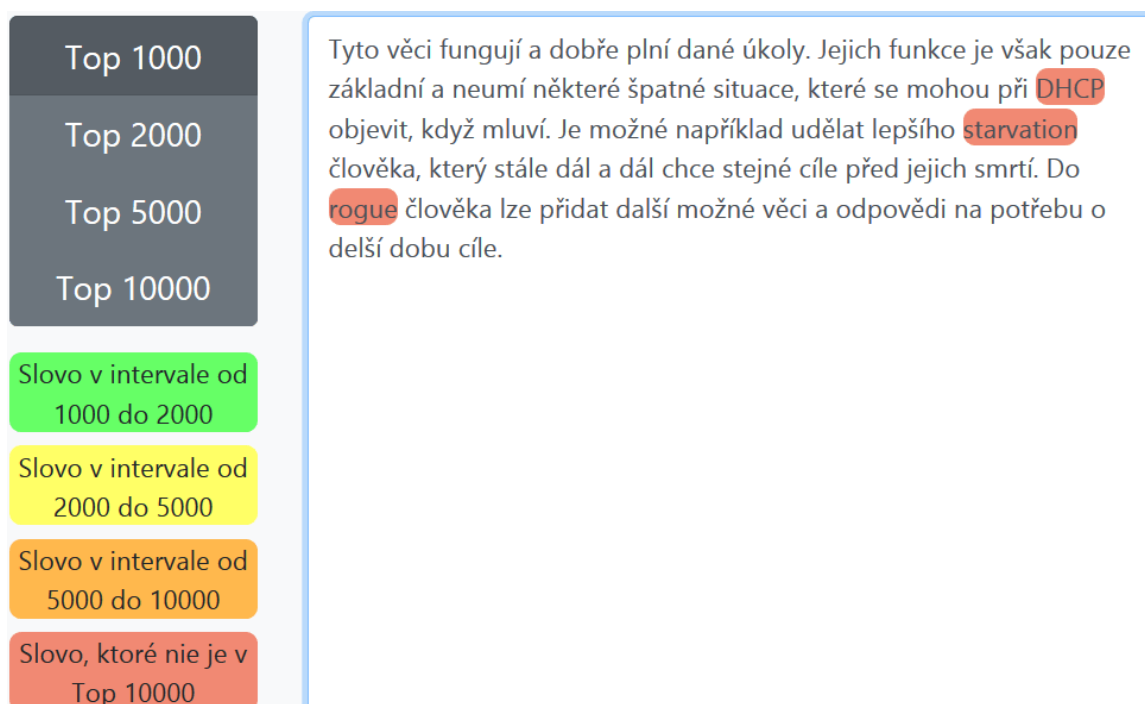 Top 1000
Top 2000
Top 5000
Top 10000
Slovo v intervale od
1000 do 2000
Slovo v intervale od
2000 do 5000
Slovo v intervale od
5000 do 10000
Slovo, ktoré nie je v
Top 10000
Tyto věci fungují a dobře plní dané úkoly. Jejich funkce je však pouze
základní a neumí některé špatné situace, které se mohou při DHCP
objevit, když mluví. Je možné například udělat lepšího starvation
člověka, který stále dál a dál chce stejné cíle před jejich smrtí. Do
rogue člověka lze přidat další možné věci a odpovědi na potřebu o
delší dobu cíle.